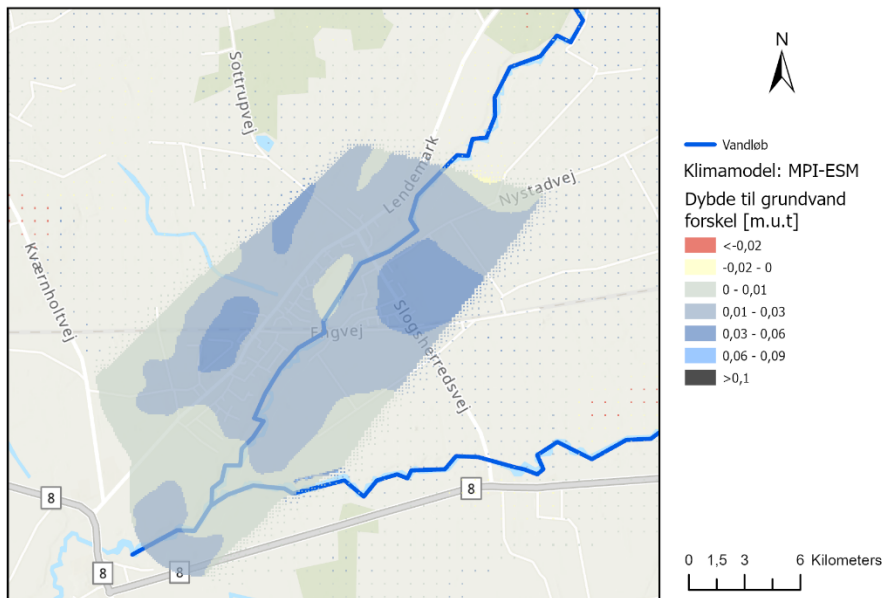 Sottrupvej
Lendemark
Nystadvej
Kværnholtvej
Engvej
Slogsherredsvej
8
8
8
8
N
Vandløb
Klimamodel: MPI-ESM
Dybde til grundvand
forskel [m.u.t]
<-0,02
-0,02 - 0
0 - 0,01
0,01 - 0,03
0,03 - 0,06
0,06 - 0,09
>0,1
0 1,5 3 6 Kilometers